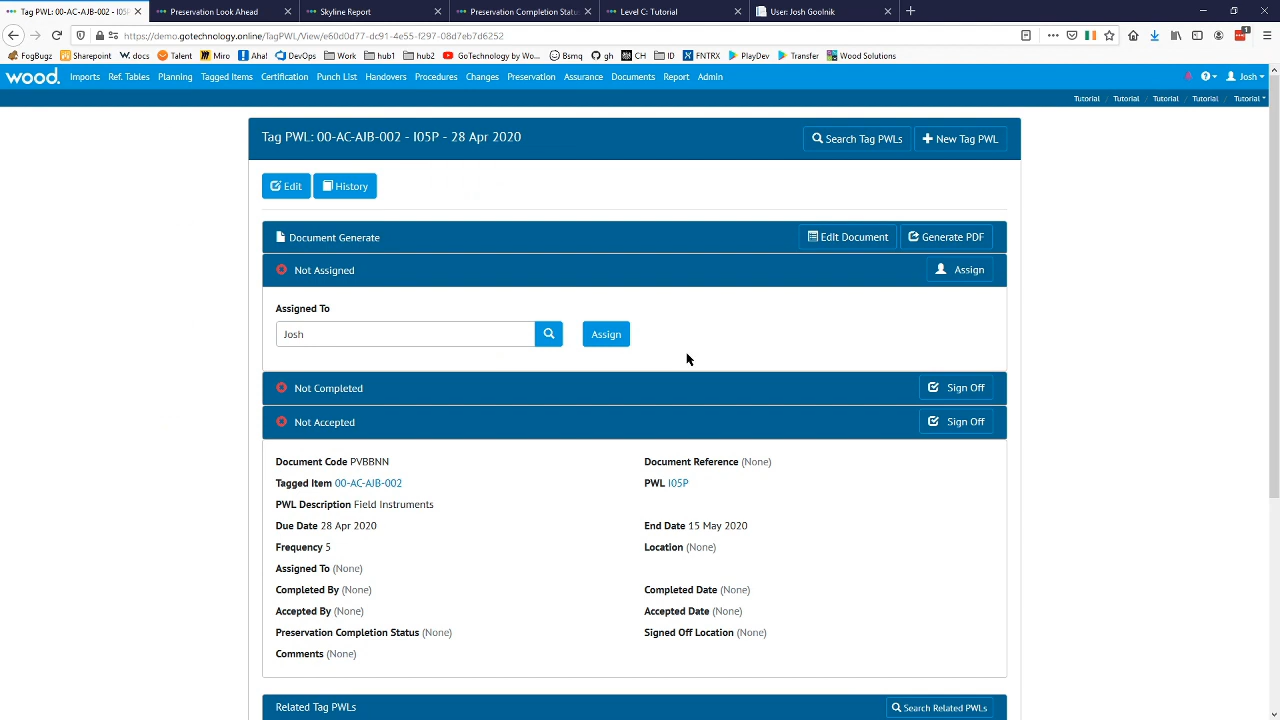 Tag PWL: 00-AC-AJB-002 - I05P
Preservation Look Ahead
Skyline Report
Preservation Completion Statu
Level C: Tutorial
User: Josh Goolnik
https://demo.gotechnology.online/TagPWL/View/e60d0d77-dc91-4e55-f297-08d7eb7d6252
FogBugz Sharepoint docs Talent Miro Aha! DevOps Work hub1 hub2 GoTechnology by Wo... Bsmq gh CH ID FNTRX PlayDev Transfer Wood Solutions
wood. Imports Ref. Tables Planning Tagged Items Certification Punch List Handovers Procedures Changes Preservation Assurance Documents Report Admin Josh
Tutorial / Tutorial / Tutorial / Tutorial / Tutorial
Tag PWL: 00-AC-AJB-002 - I05P - 28 Apr 2020 Search Tag PWLs New Tag PWL
Edit History
Document Generate Edit Document Generate PDF
Not Assigned Assign
Assigned To
Josh Assign
Not Completed Sign Off
Not Accepted Sign Off
Document Code PVBBNN Document Reference (None)
Tagged Item 00-AC-AJB-002 PWL I05P
PWL Description Field Instruments
Due Date 28 Apr 2020 End Date 15 May 2020
Frequency 5 Location (None)
Assigned To (None)
Completed By (None) Completed Date (None)
Accepted By (None) Accepted Date (None)
Preservation Completion Status (None) Signed Off Location (None)
Comments (None)
Related Tag PWLs Search Related PWLs